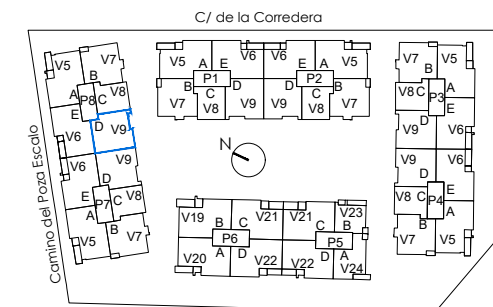 C/ de la Corredera
V5 V7 B A P8 C V8 E D V6 V9
V6 V9 D E P7 C V8 A B V5 V7
V5 A E V6 V6 E A V5
P1 P2
V7 B C D V9 V9 D C B V7
V8 V8
V7 V5 B A V8 C P3 D E V9 V6
V9 V6 D E V8 C P4 B A V7 V5
N
V19 B C V21 V21 C B V23
P6 P5
V20 A D V22 V22 D A V24
Camino del Poza Escalo